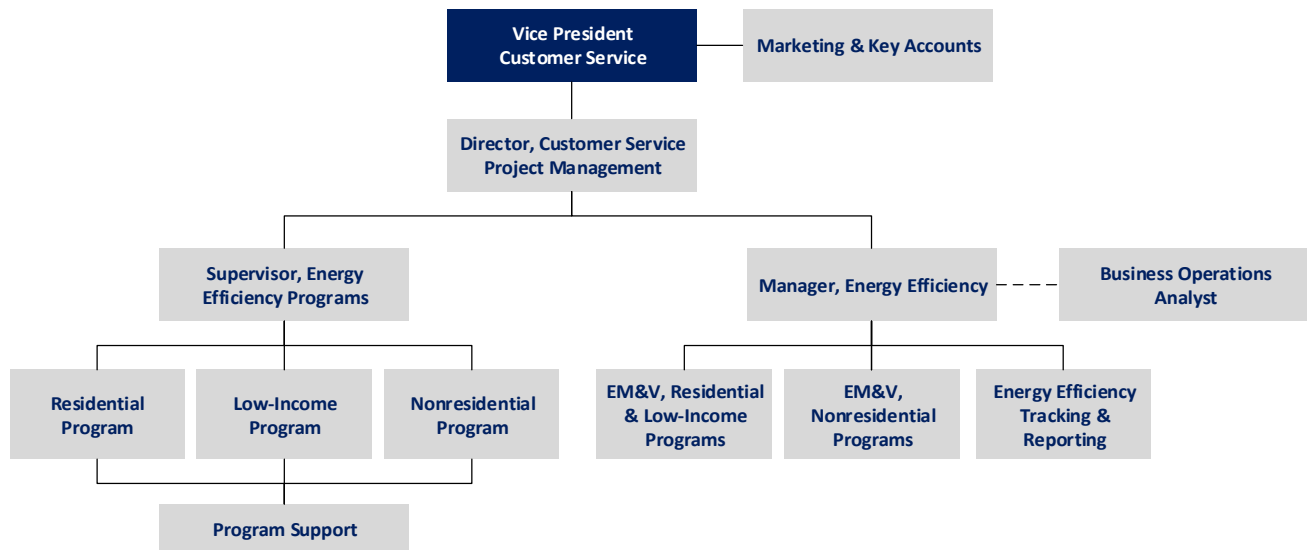 Vice President
Customer Service
Marketing & Key Accounts
Director, Customer Service
Project Management
Supervisor, Energy
Efficiency Programs
Manager, Energy Efficiency
Business Operations
Analyst
Residential
Program
Low-Income
Program
Nonresidential
Program
EM&V, Residential
& Low-Income
Programs
EM&V,
Nonresidential
Programs
Energy Efficiency
Tracking &
Reporting
Program Support